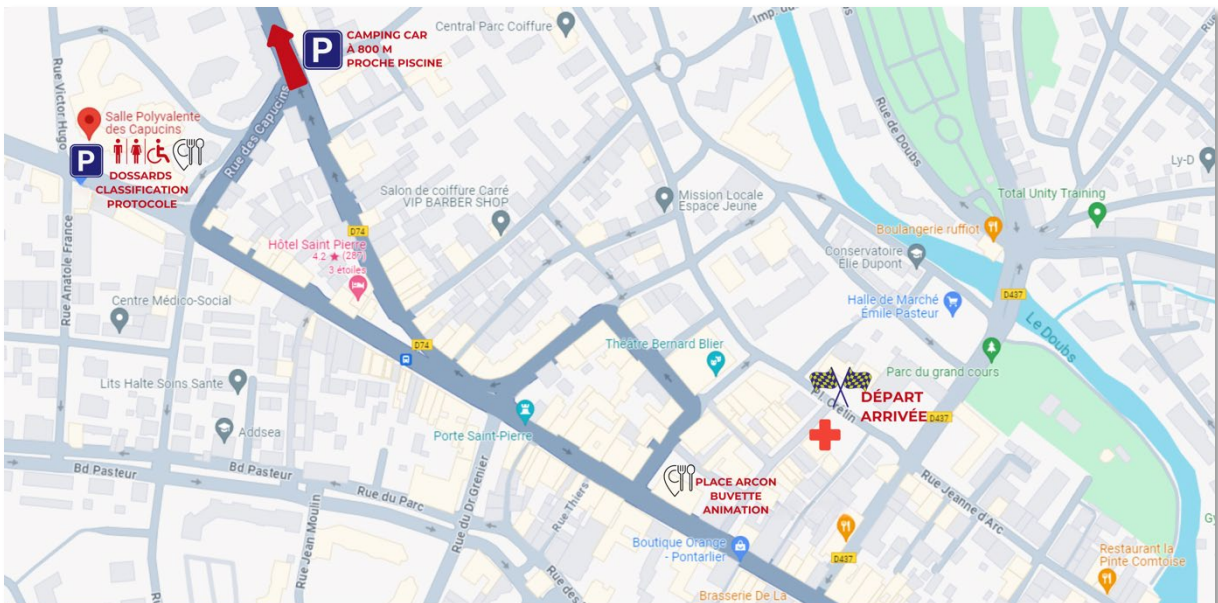 Central Parc Coiffure
P
CAMPING CAR
À 800 M
PROCHE PISCINE
Rue Victor Hugo
Salle Polyvalente
des Capucins
P
DOSSARDS
CLASSIFICATION
PROTOCOLE
Rue des Capucins
Rue Anatole France
Salon de coiffure Carré
VIP BARBER SHOP
Mission Locale
Espace Jeune
Rue de Doubs
Ly-D
Total Unity Training
Boulangerie ruffiot
Conservatoire
Élie Dupont
D74
Hôtel Saint Pierre
3 étoiles
Centre Médico-Social
Halle de Marché
Émile Pasteur
D437
Le Doubs
D74
Théâtre Bernard Blier
Parc du grand cours
Lits Halte Soins Santé
DÉPART
ARRIVÉE
Pl. Crétin
D437
Addsea
Porte Saint-Pierre
Bd Pasteur
Bd Pasteur
Rue du Parc
Rue du Dr Grenier
Rue Thiers
Rue Jean Moulin
PLACE ARCON
BUVETTE
ANIMATION
Rue Jeanne d'Arc
Boutique Orange
- Pontarlier
D437
Restaurant la
Pinte Comtoise
Brasserie De La